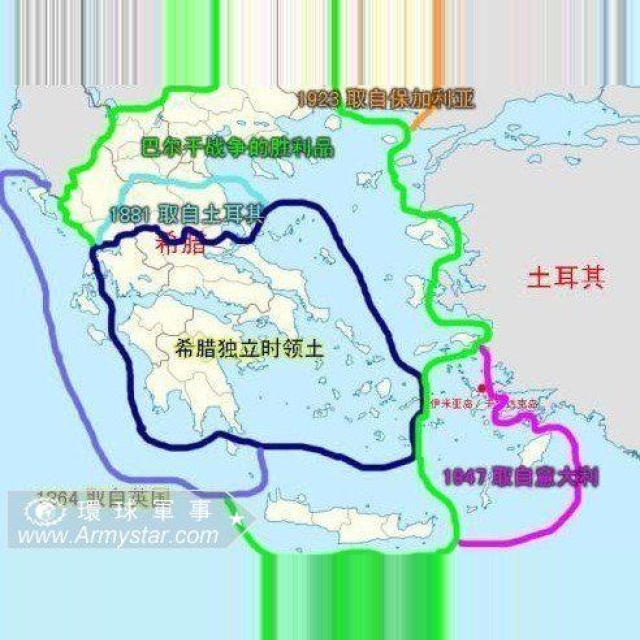 1923 取自保加利亚
巴尔干战争的胜利品
1881 取自土耳其
希腊
土耳其
希腊独立时领土
伊米亚岛／卡尔达克岛
1947 取自意大利
1864 取自英国
環球軍事
www.Armystar.com